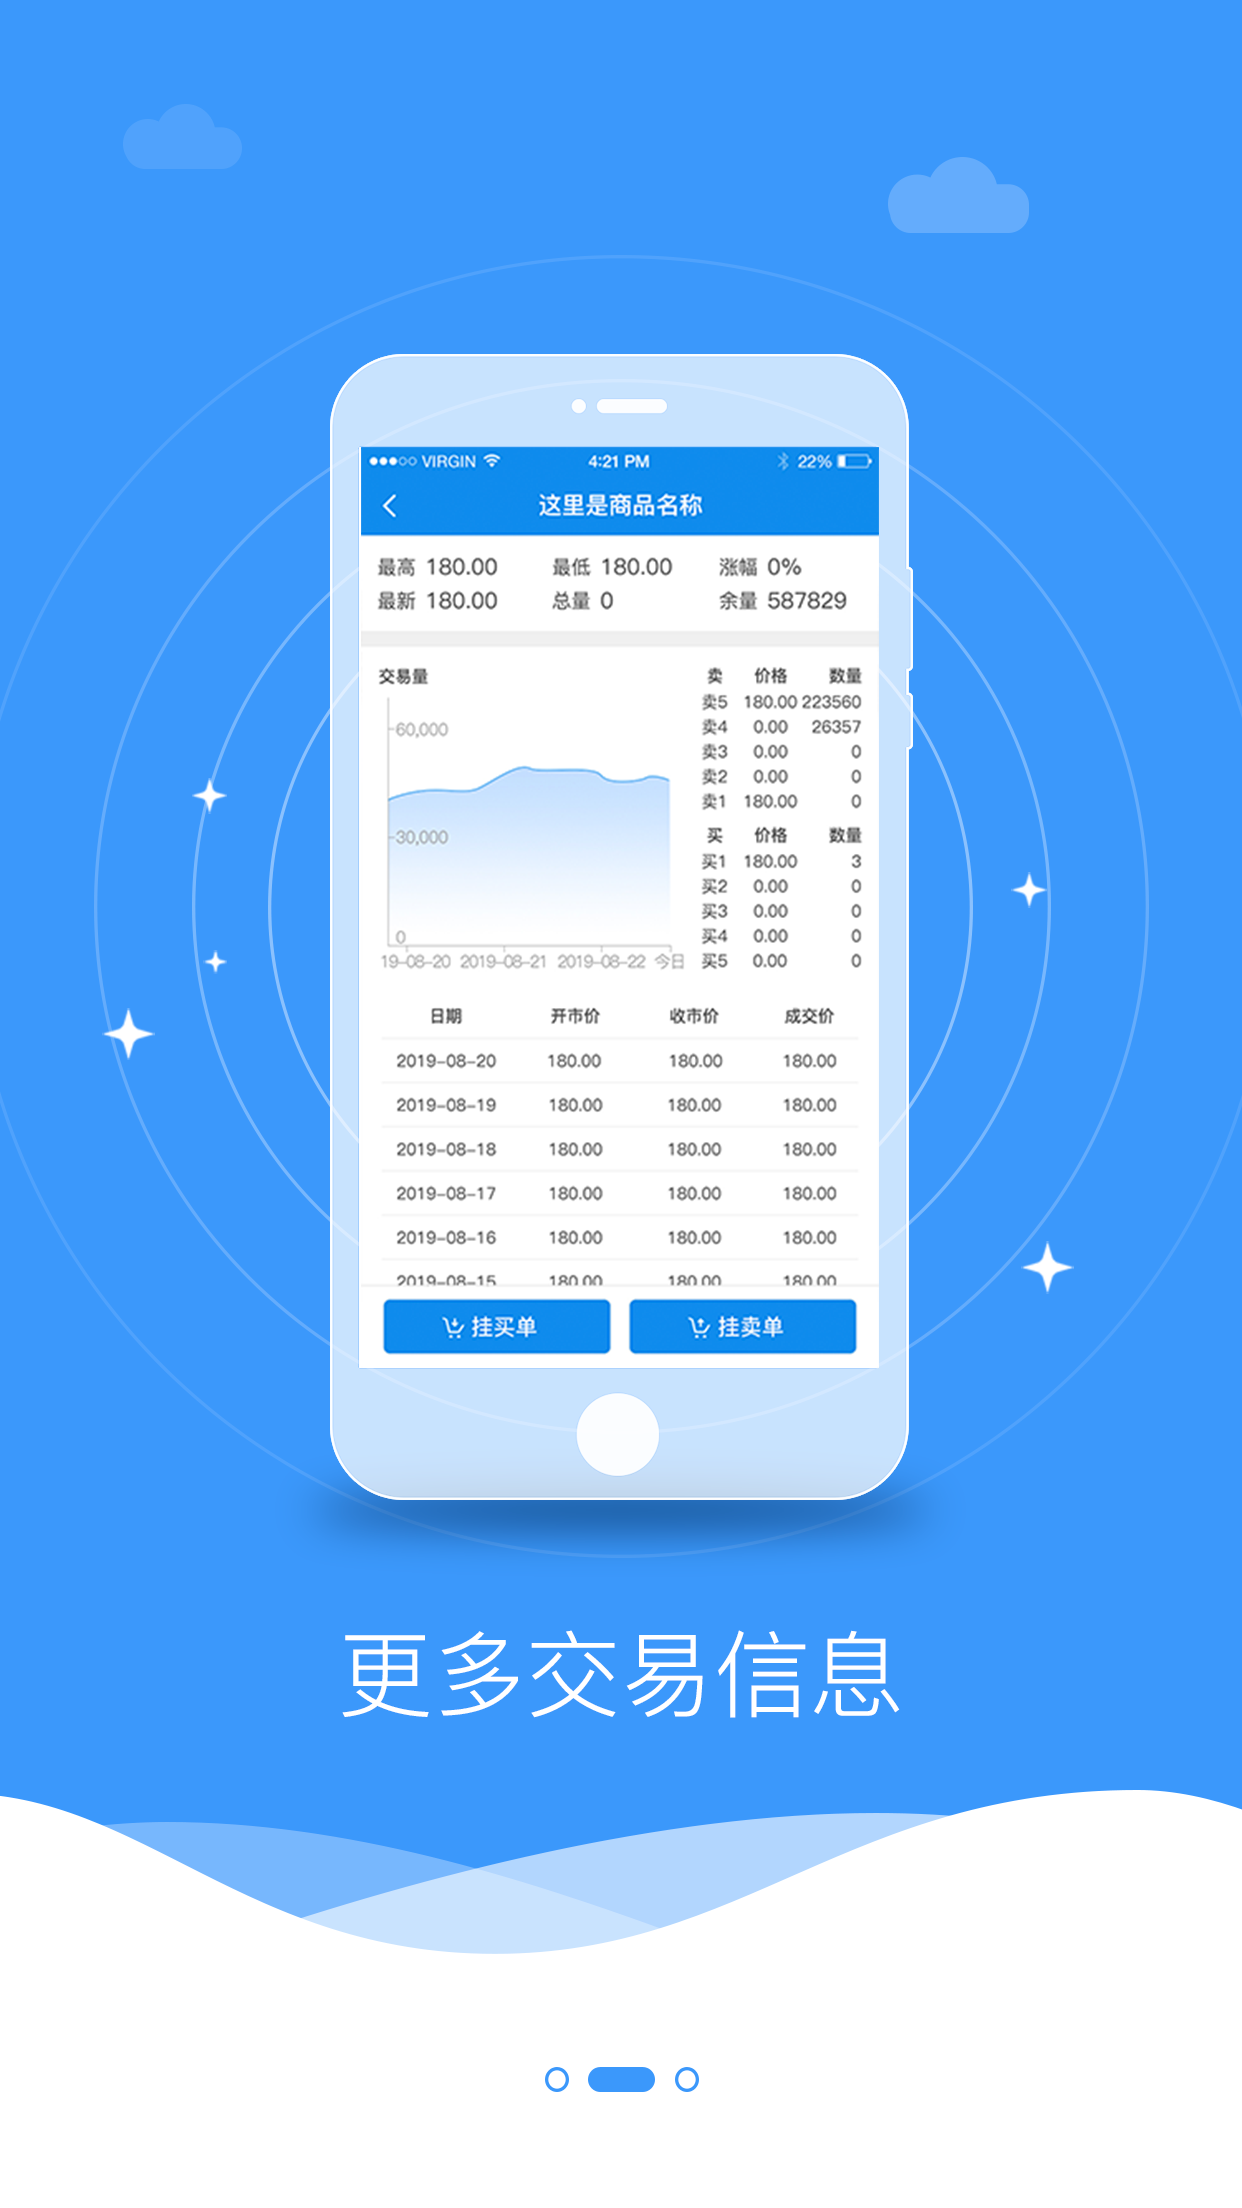 VIRGIN 4:21 PM 22%
这里是商品名称
最高 180.00 最低 180.00 涨幅 0%
最新 180.00 总量 0 余量 587829
交易量
60,000
30,000
0
19-08-20 2019-08-21 2019-08-22 今日
卖 价格 数量
卖5 180.00 223560
卖4 0.00 26357
卖3 0.00 0
卖2 0.00 0
卖1 180.00 0
买 价格 数量
买1 180.00 3
买2 0.00 0
买3 0.00 0
买4 0.00 0
买5 0.00 0
日期 开市价 收市价 成交价
2019-08-20 180.00 180.00 180.00
2019-08-19 180.00 180.00 180.00
2019-08-18 180.00 180.00 180.00
2019-08-17 180.00 180.00 180.00
2019-08-16 180.00 180.00 180.00
2019-08-15 180.00 180.00 180.00
挂买单 挂卖单
更多交易信息